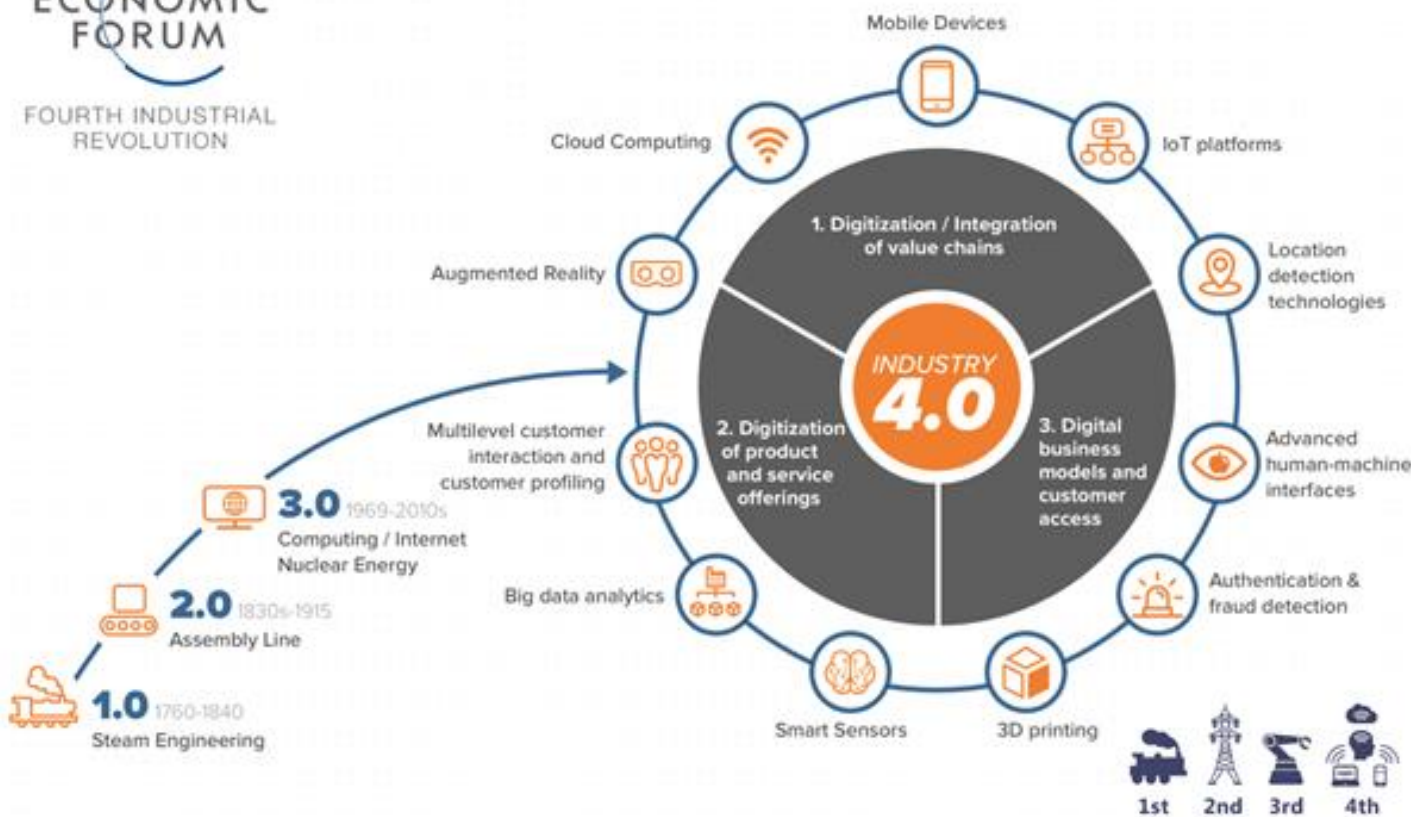 ECONOMIC
FORUM
FOURTH INDUSTRIAL
REVOLUTION
Mobile Devices
Cloud Computing
IoT platforms
Augmented Reality
Location
detection
technologies
1. Digitization / Integration
of value chains
INDUSTRY
4.0
2. Digitization
of product
and service
offerings
3. Digital
business
models and
customer
access
Multilevel customer
interaction and
customer profiling
Advanced
human-machine
interfaces
Big data analytics
Authentication &
fraud detection
Smart Sensors
3D printing
3.0 1969-2010s
Computing / Internet
Nuclear Energy
2.0 1830s-1915
Assembly Line
1.0 1760-1840
Steam Engineering
1st 2nd 3rd 4th